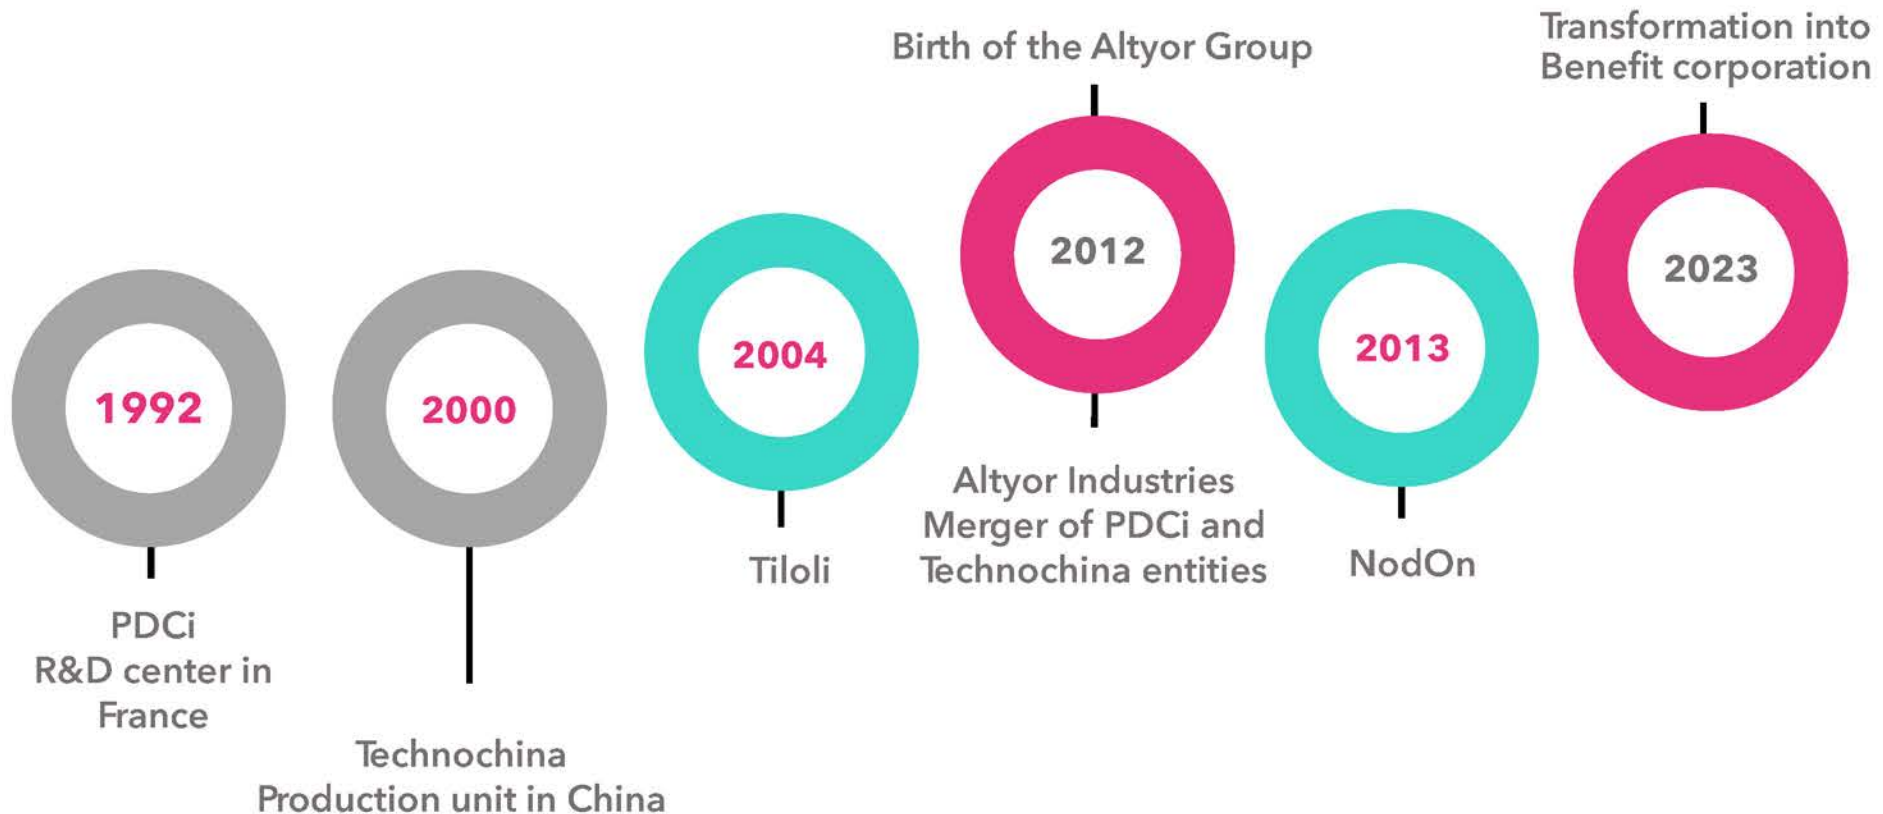 1992
PDCi
R&D center in
France
2000
Technochina
Production unit in China
2004
Tiloli
Birth of the Altyor Group
2012
Altyor Industries
Merger of PDCi and
Technochina entities
2013
NodOn
Transformation into
Benefit corporation
2023